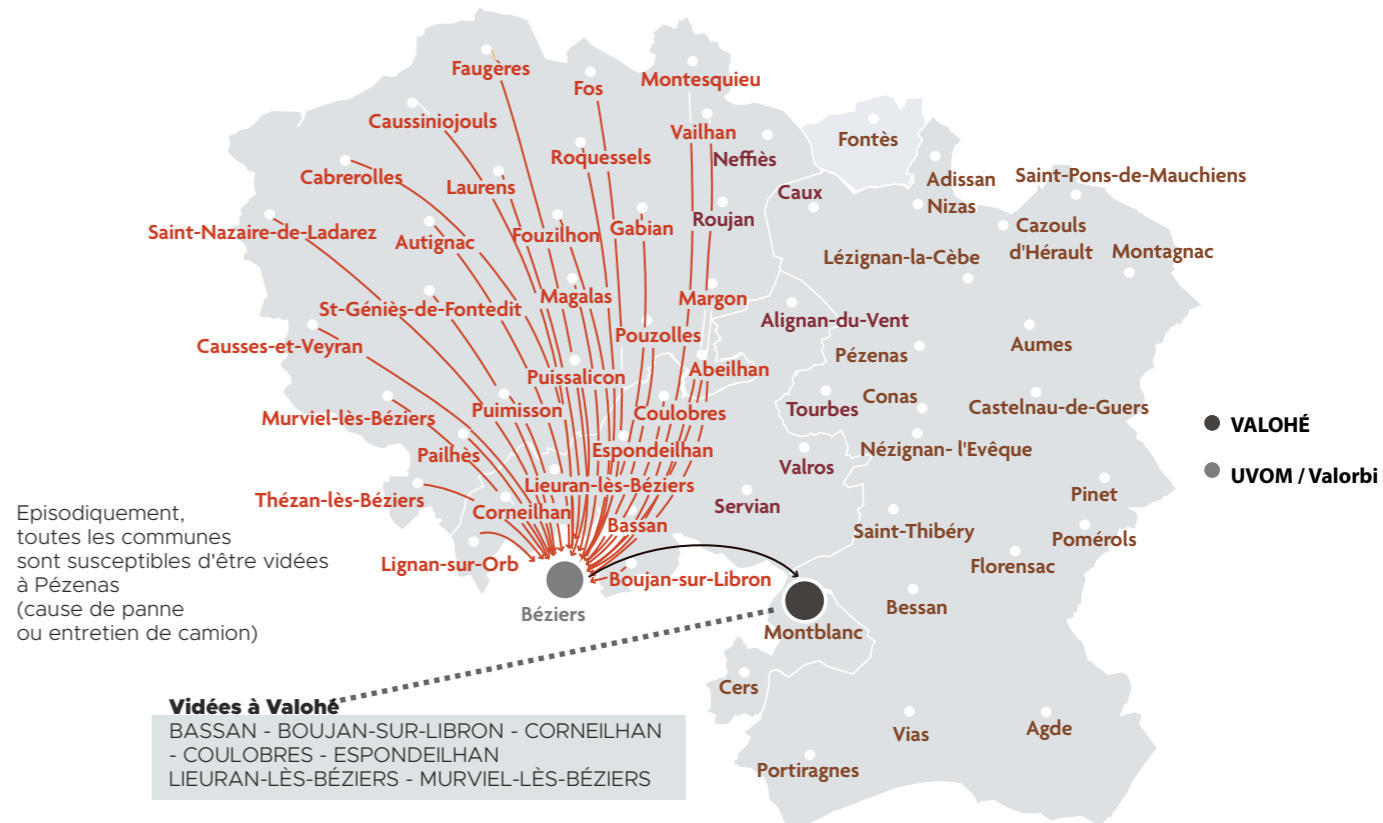 Faugères
Fos
Montesquieu
Caussiniojouls
Vailhan
Fontès
Roquessels
Neffiès
Cabrerolles
Laurens
Adissan
Saint-Pons-de-Mauchiens
Caux
Nizas
Saint-Nazaire-de-Ladarez
Autignac
Fouzilhon
Gabian
Roujan
Cazouls
d'Hérault
Lézignan-la-Cèbe
Montagnac
St-Géniès-de-Fontedit
Magalas
Margon
Alignan-du-Vent
Causses-et-Veyran
Pouzolles
Pézenas
Aumes
Puissalicon
Abeilhan
Conas
Murviel-lès-Béziers
Puimisson
Coulobres
Tourbes
Castelnau-de-Guers
VALOHÉ
Pailhès
Espondeilhan
Valros
Nézignan- l'Evêque
UVOM / Valorbi
Thézan-lès-Béziers
Lieuran-lès-Béziers
Servian
Pinet
Corneilhan
Bassan
Saint-Thibéry
Pomérols
Episodiquement,
toutes les communes
sont susceptibles d'être vidées
à Pézenas
(cause de panne
ou entretien de camion)
Lignan-sur-Orb
Boujan-sur-Libron
Florensac
Béziers
Bessan
Montblanc
Cers
Vias
Agde
Portiragnes
Vidées à Valohé
BASSAN - BOUJAN-SUR-LIBRON - CORNEILHAN
- COULOBRES - ESPONDEILHAN
LIEURAN-LÈS-BÉZIERS - MURVIEL-LÈS-BÉZIERS